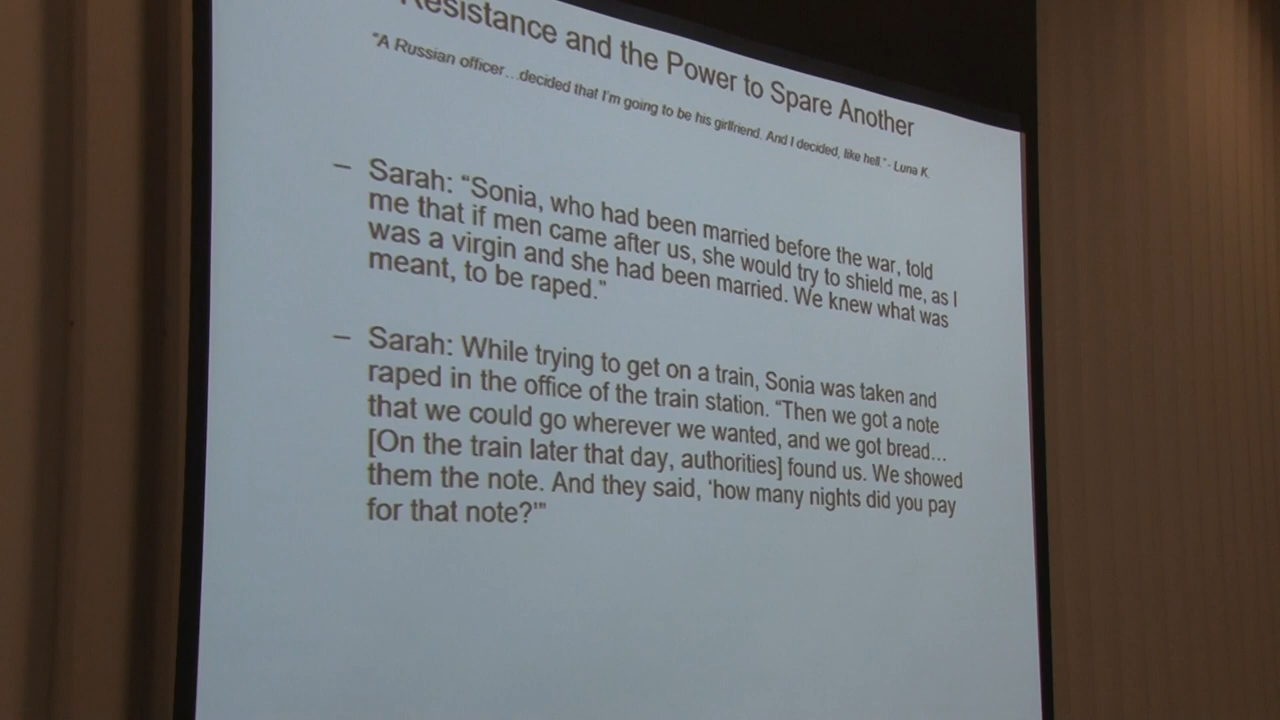 Resistance and the Power to Spare Another
"A Russian officer…decided that I'm going to be his girlfriend. And I decided, like hell." - Luna K.
– Sarah: “Sonia, who had been married before the war, told
me that if men came after us, she would try to shield me, as I
was a virgin and she had been married. We knew what was
meant, to be raped.”
– Sarah: While trying to get on a train, Sonia was taken and
raped in the office of the train station. “Then we got a note
that we could go wherever we wanted, and we got bread…
[On the train later that day, authorities] found us. We showed
them the note. And they said, ‘how many nights did you pay
for that note?’”